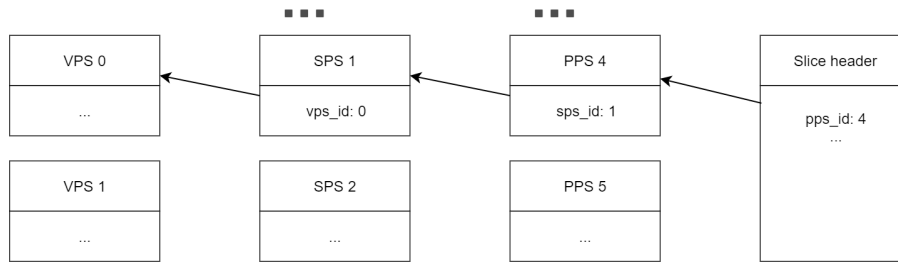 VPS 0
SPS 1
PPS 4
Slice header
...
vps_id: 0
sps_id: 1
pps_id: 4
...
VPS 1
SPS 2
PPS 5
...
...
...